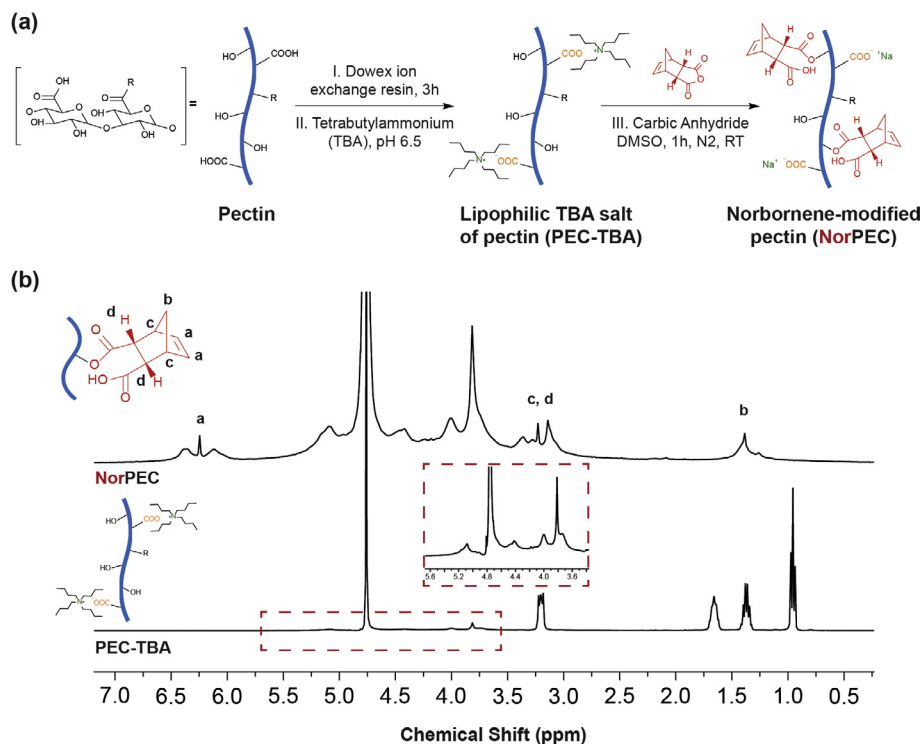 (a)
OH
R
O
O
HO
OH
O
HO
O
OH
O
=
HO
COOH
R
HO
OH
HOOC
Pectin
I. Dowex ion
exchange resin, 3h
II. Tetrabutylammonium
(TBA), pH 6.5
HO
COO
N+
R
HO
OH
N+
-OOC
Lipophilic TBA salt
of pectin (PEC-TBA)
O
O
O
III. Carbic Anhydride
DMSO, 1h, N2, RT
H
H
O
O
O
OH
COO- +Na
HO
R
HO
O
O
H
H
HO
O
Na+ -OOC
Norbornene-modified
pectin (NorPEC)
(b)
b
d H
c
a
O
a
O
c
HO
d H
O
a
c, d
b
NorPEC
HO
COO
N+
R
HO
OH
N+
-OOC
5.6 5.2 4.8 4.4 4.0 3.6
PEC-TBA
7.0 6.5 6.0 5.5 5.0 4.5 4.0 3.5 3.0 2.5 2.0 1.5 1.0 0.5
Chemical Shift (ppm)